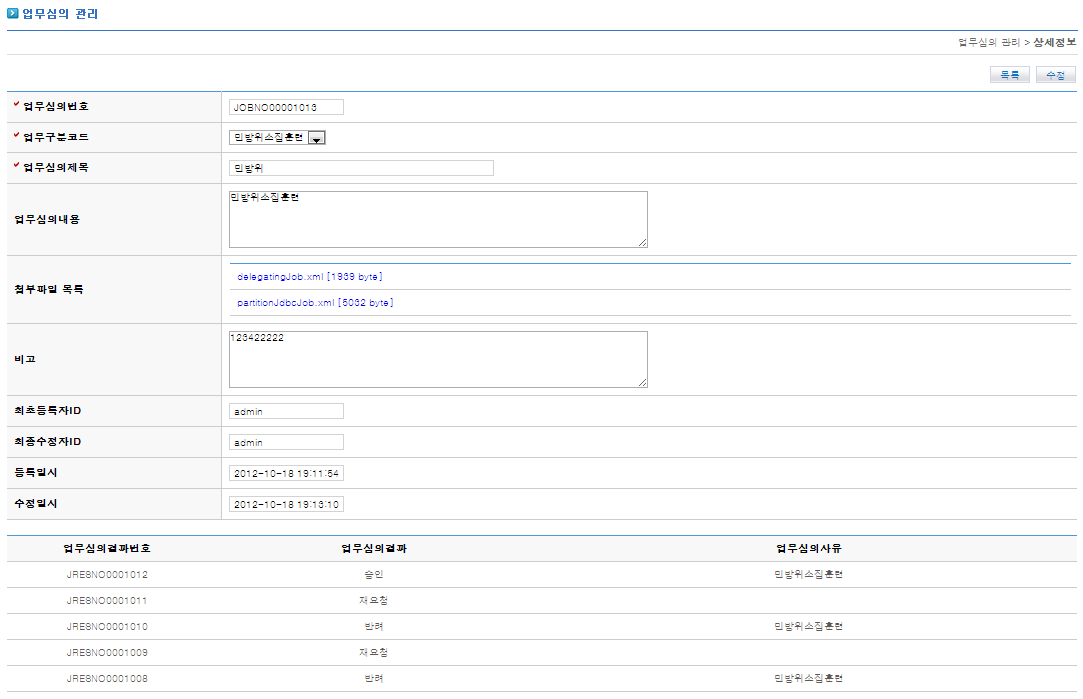 업무심의 관리
업무심의 관리 > 상세정보
목록 수정
업무심의번호 JOBNO00001013
업무구분코드 민방위소집훈련
업무심의제목 민방위
업무심의내용 민방위소집훈련
첨부파일 목록
delegatingJob.xml [1939 byte]
partitionJdbcJob.xml [5032 byte]
비고 123422222
최초등록자ID admin
최종수정자ID admin
등록일시 2012-10-18 19:11:54
수정일시 2012-10-18 19:13:10
업무심의결과번호 업무심의결과 업무심의사유
JRESNO0001012 승인 민방위소집훈련
JRESNO0001011 재요청
JRESNO0001010 반려 민방위소집훈련
JRESNO0001009 재요청
JRESNO0001008 반려 민방위소집훈련